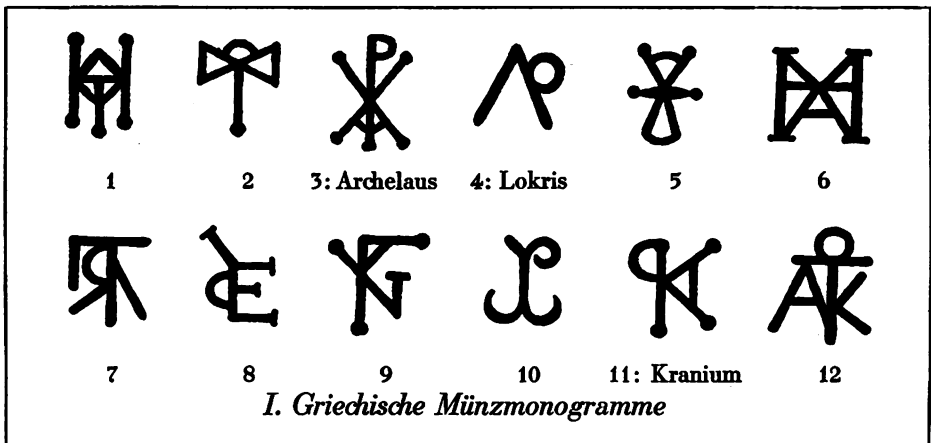 1 2 3: Archelaus 4: Lokris 5 6
7 8 9 10 11: Kranium 12
I. Griechische Münzmonogramme